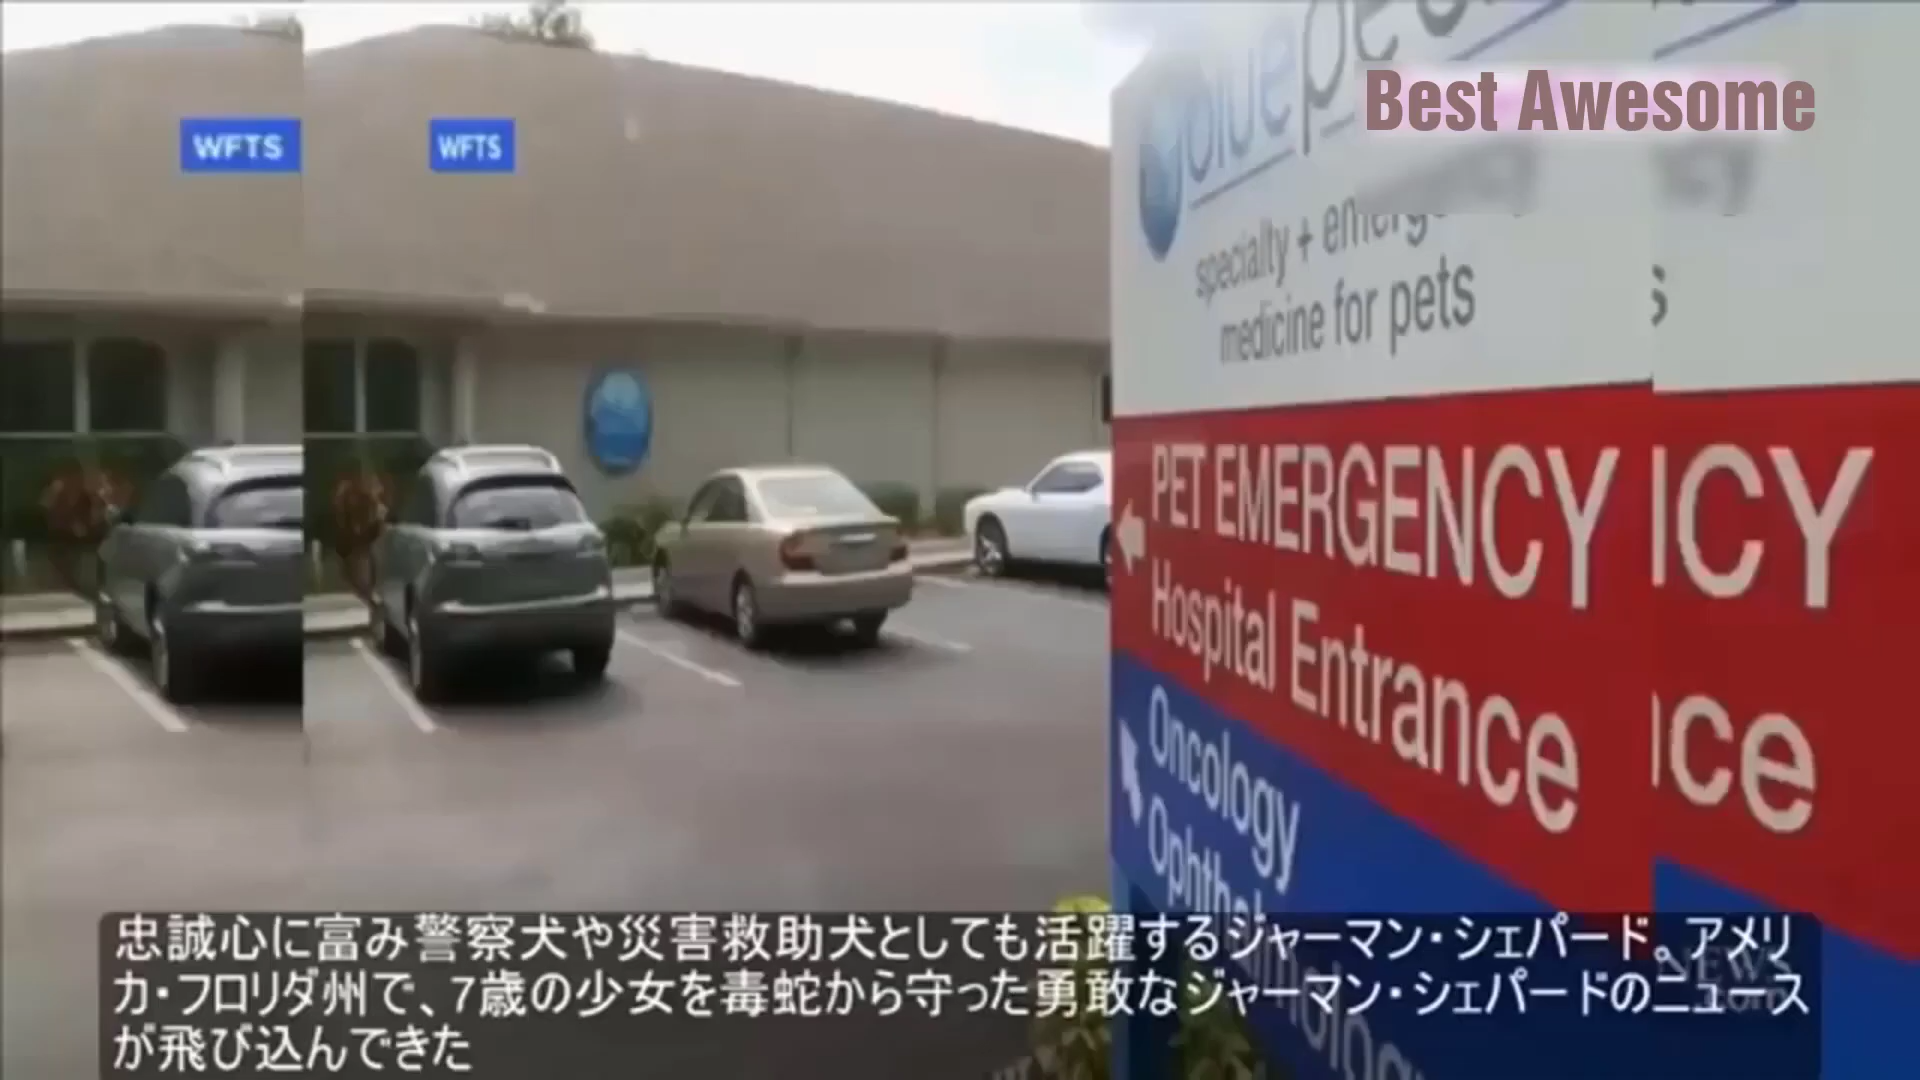 Best Awesome
WFTS
WFTS
specialty + emerge
medicine for pets
s
PET EMERGENCY
ICY
Hospital Entrance
ce
Oncology
忠誠心に富み警察犬や災害救助犬としても活躍するジャーマン・シェパード。アメリ
カ・フロリダ州で、7歳の少女を毒蛇から守った勇敢なジャーマン・シェパードのニュース
が飛び込んできた